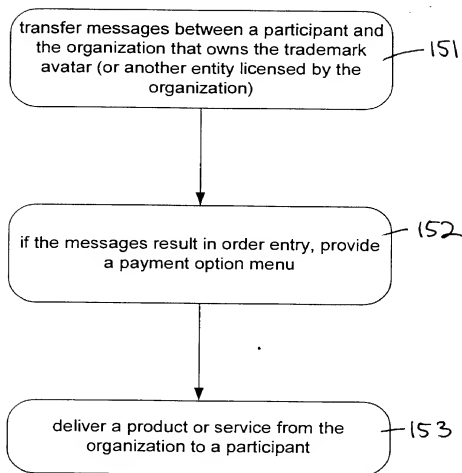 transfer messages between a participant and
the organization that owns the trademark
avatar (or another entity licensed by the
organization)
151
if the messages result in order entry, provide
a payment option menu
152
deliver a product or service from the
organization to a participant
153